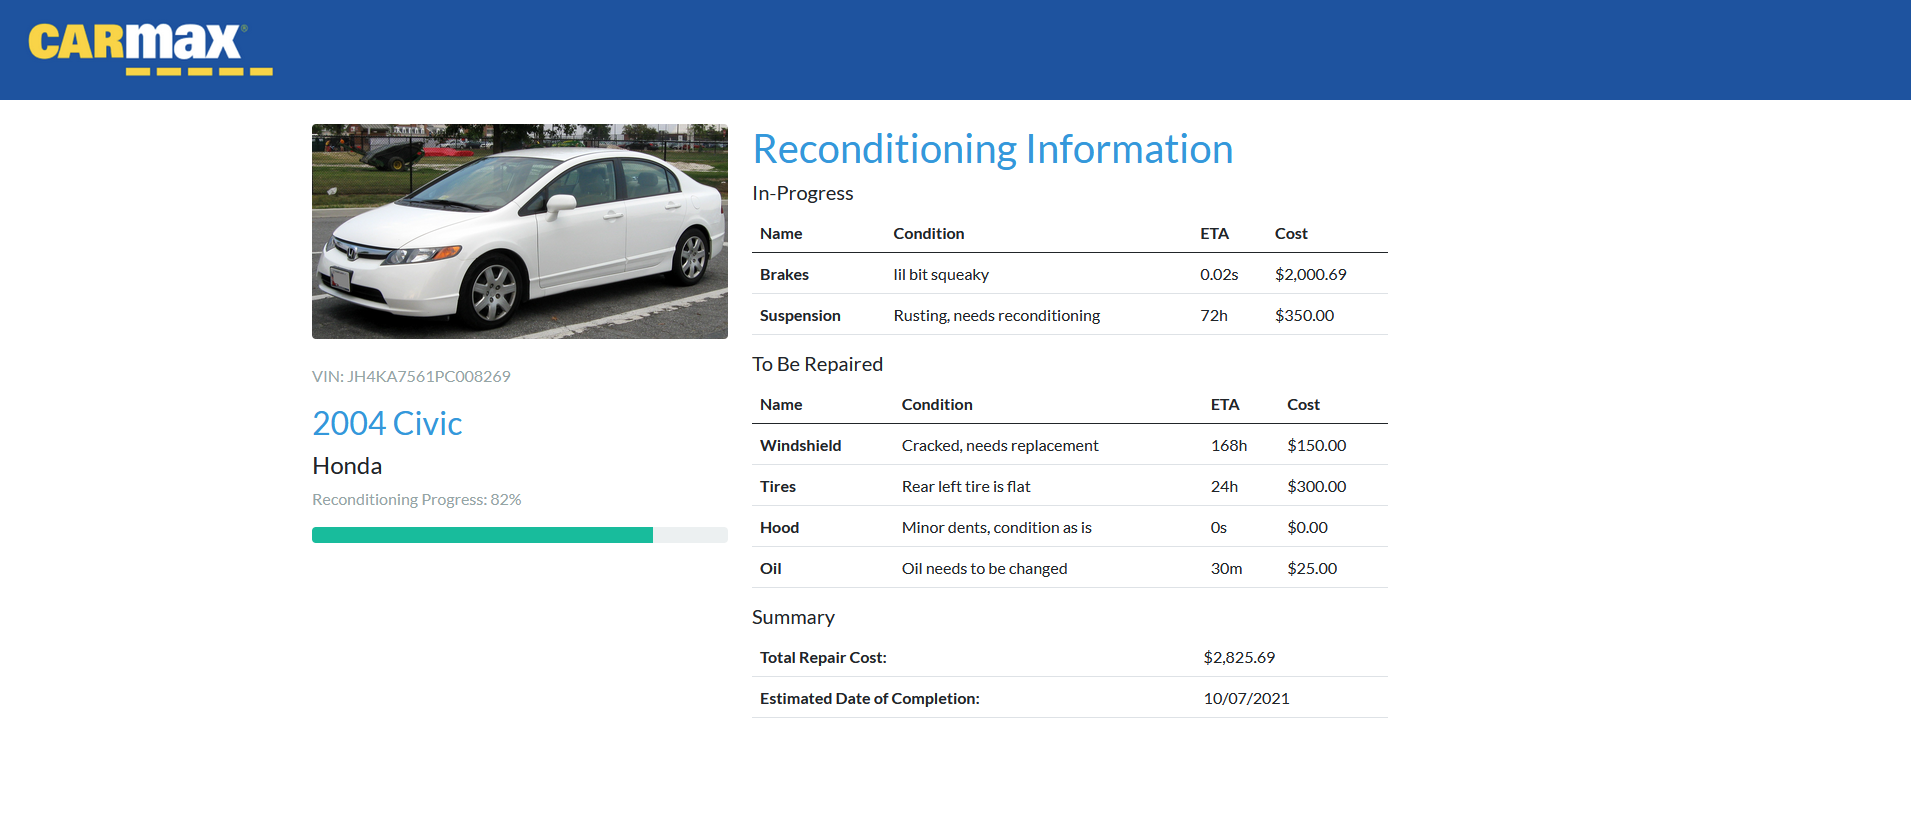 CARmax®
VIN: JH4KA7561PC008269
2004 Civic
Honda
Reconditioning Progress: 82%
Reconditioning Information
In-Progress
Name Condition ETA Cost
Brakes lil bit squeaky 0.02s $2,000.69
Suspension Rusting, needs reconditioning 72h $350.00
To Be Repaired
Name Condition ETA Cost
Windshield Cracked, needs replacement 168h $150.00
Tires Rear left tire is flat 24h $300.00
Hood Minor dents, condition as is 0s $0.00
Oil Oil needs to be changed 30m $25.00
Summary
Total Repair Cost: $2,825.69
Estimated Date of Completion: 10/07/2021